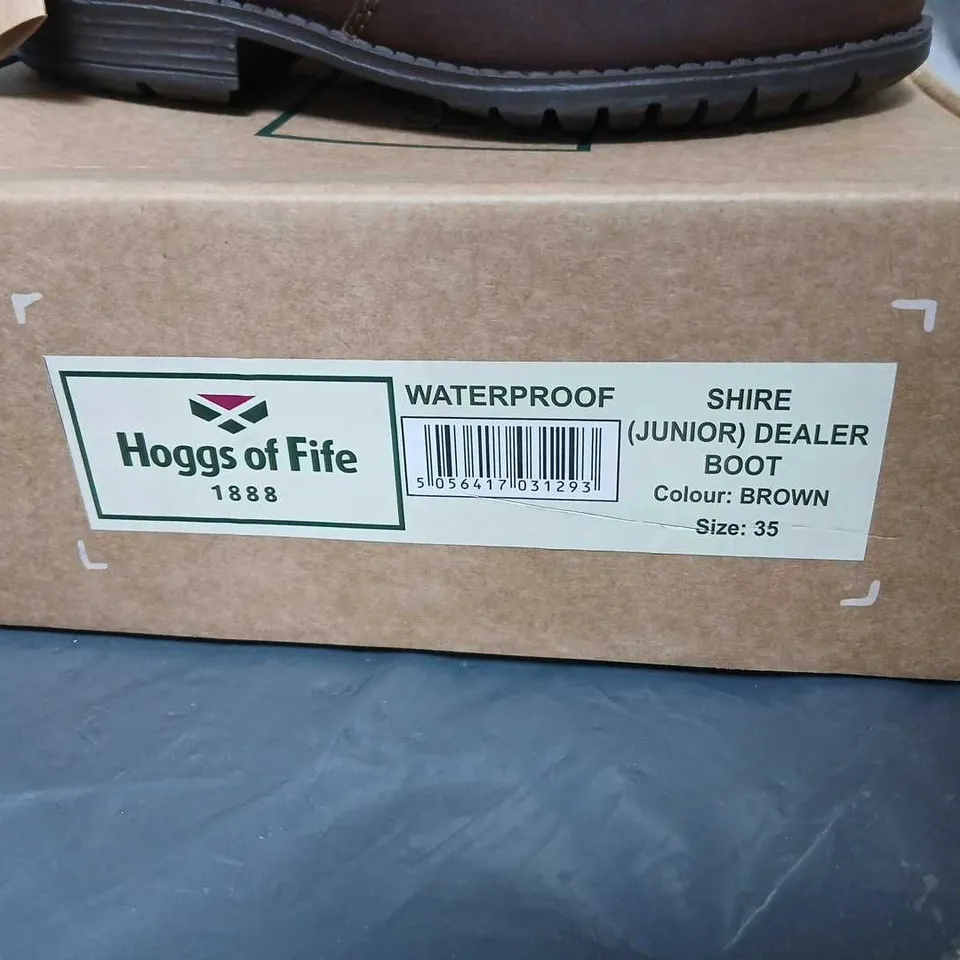 Hoggs of Fife
1888
WATERPROOF
5 056417 031293
SHIRE
(JUNIOR) DEALER
BOOT
Colour: BROWN
Size: 35